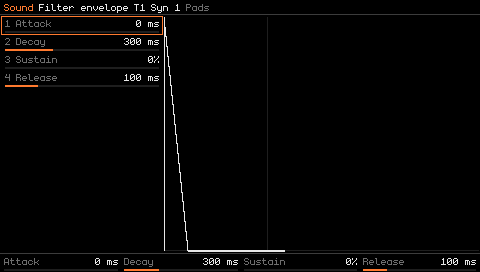 Sound Filter envelope T1 Syn 1 Pads
1 Attack 0 ms
2 Decay 300 ms
3 Sustain 0%
4 Release 100 ms
Attack 0 ms Decay 300 ms Sustain 0% Release 100 ms